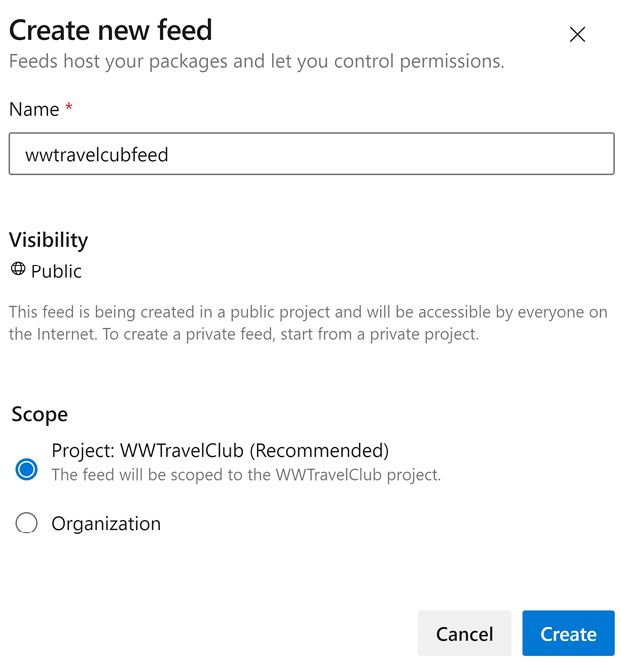 Create new feed
Feeds host your packages and let you control permissions.
Name *
wwtravelcubfeed
Visibility
Public
This feed is being created in a public project and will be accessible by everyone on
the Internet. To create a private feed, start from a private project.
Scope
Project: WWTravelClub (Recommended)
The feed will be scoped to the WWTravelClub project.
Organization
Cancel Create